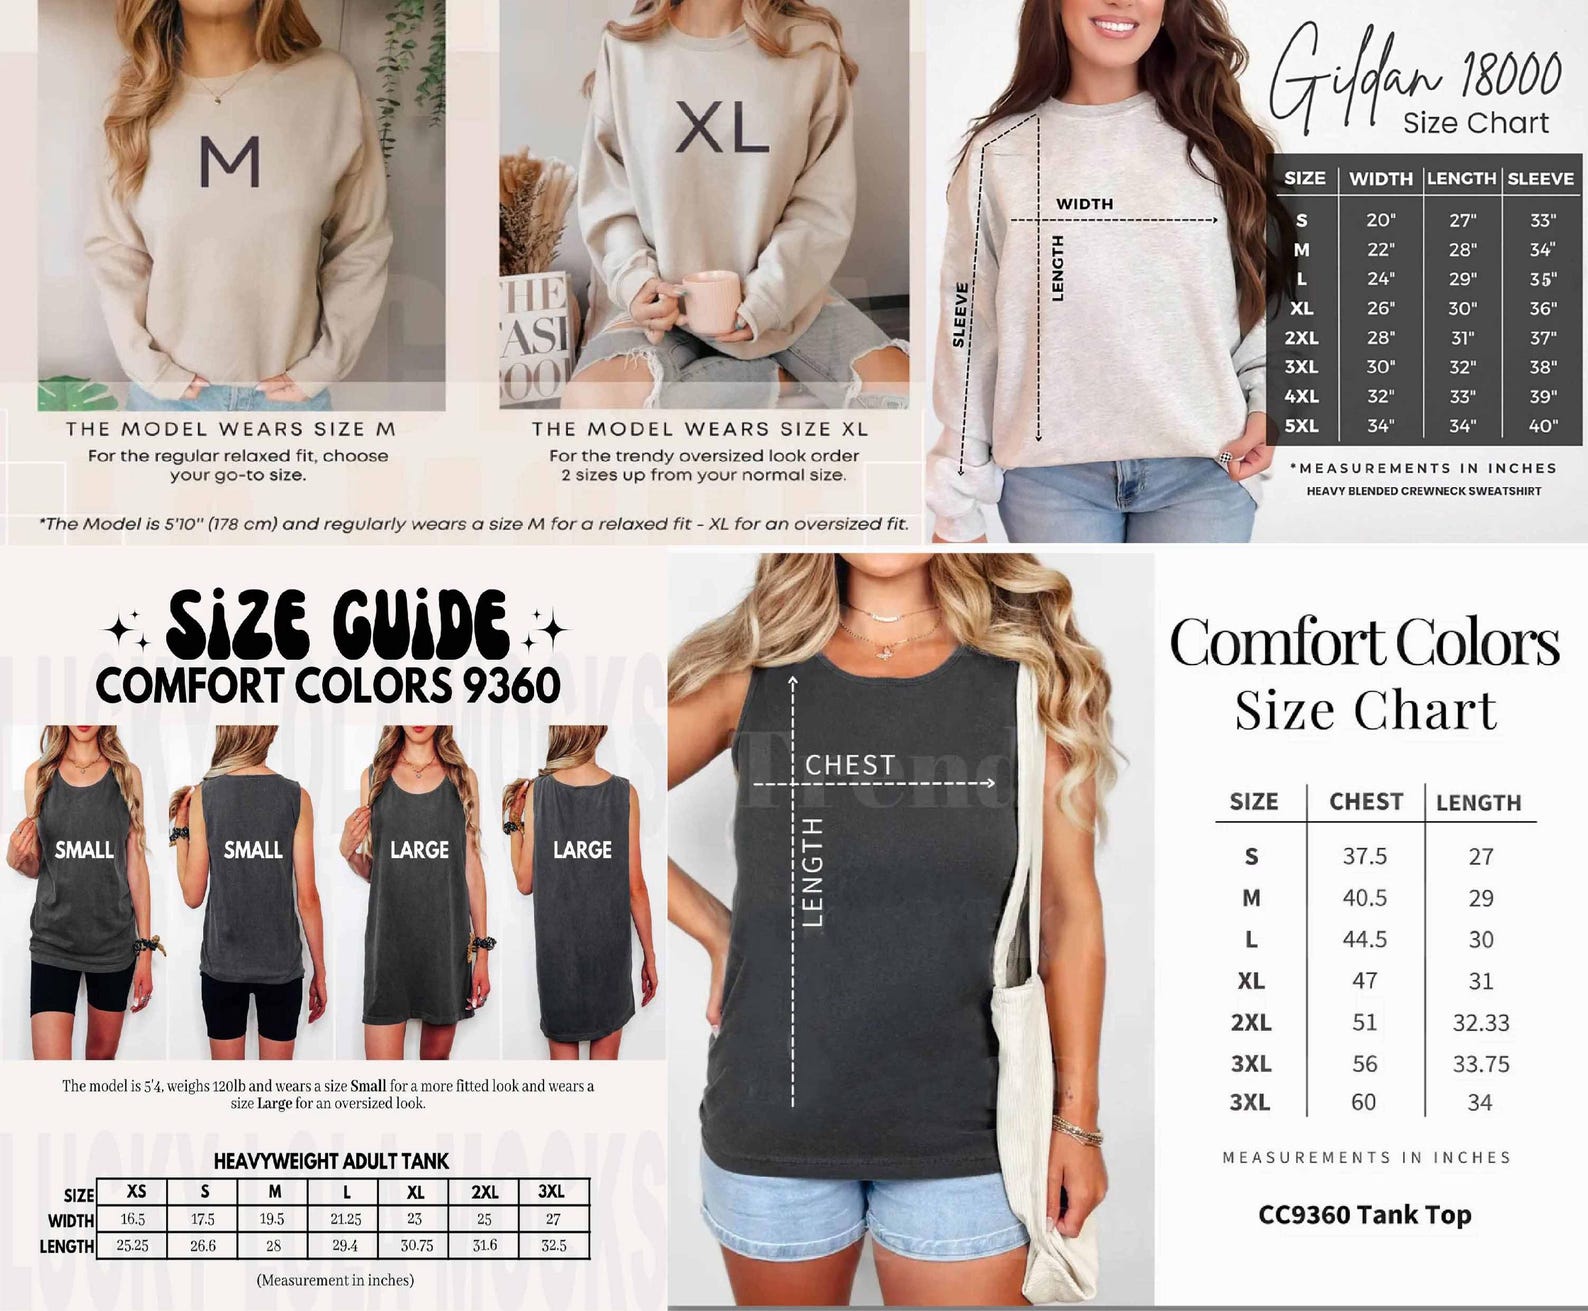 M
THE MODEL WEARS SIZE M
For the regular relaxed fit, choose
your go-to size.
XL
THE MODEL WEARS SIZE XL
For the trendy oversized look order
2 sizes up from your normal size.
*The Model is 5'10" (178 cm) and regularly wears a size M for a relaxed fit - XL for an oversized fit.
Gildan 18000
Size Chart
WIDTH
LENGTH
SLEEVE
SIZE WIDTH LENGTH SLEEVE
S 20" 27" 33"
M 22" 28" 34"
L 24" 29" 35"
XL 26" 30" 36"
2XL 28" 31" 37"
3XL 30" 32" 38"
4XL 32" 33" 39"
5XL 34" 34" 40"
*MEASUREMENTS IN INCHES
HEAVY BLENDED CREWNECK SWEATSHIRT
SiZE GUiDE
COMFORT COLORS 9360
SMALL SMALL LARGE LARGE
The model is 5'4, weighs 120lb and wears a size Small for a more fitted look and wears a
size Large for an oversized look.
HEAVYWEIGHT ADULT TANK
SIZE XS S M L XL 2XL 3XL
WIDTH 16.5 17.5 19.5 21.25 23 25 27
LENGTH 25.25 26.6 28 29.4 30.75 31.6 32.5
(Measurement in inches)
CHEST
LENGTH
Trend
Comfort Colors
Size Chart
SIZE CHEST LENGTH
S 37.5 27
M 40.5 29
L 44.5 30
XL 47 31
2XL 51 32.33
3XL 56 33.75
3XL 60 34
MEASUREMENTS IN INCHES
CC9360 Tank Top